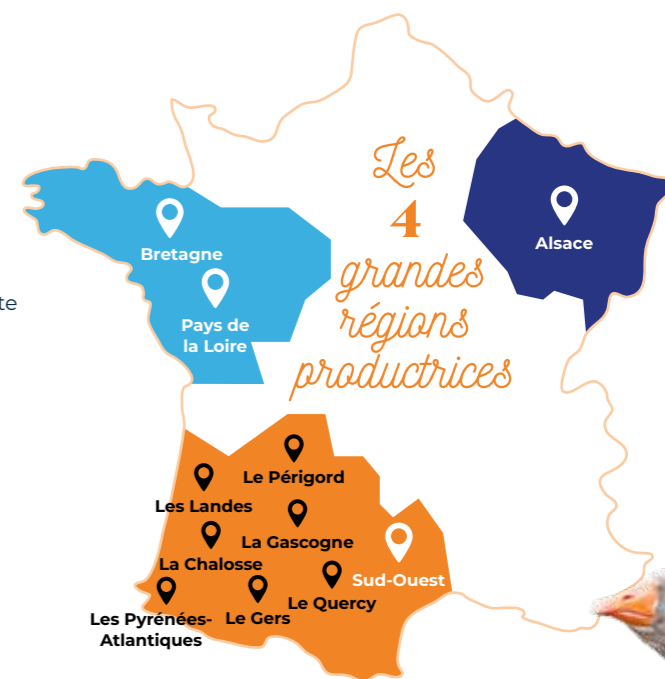 Les
4
grandes
régions
productrices
Bretagne
Pays de
la Loire
Alsace
te
Le Périgord
Les Landes
La Gascogne
La Chalosse
Sud-Ouest
Le Quercy
Les Pyrénées-
Atlantiques
Le Gers